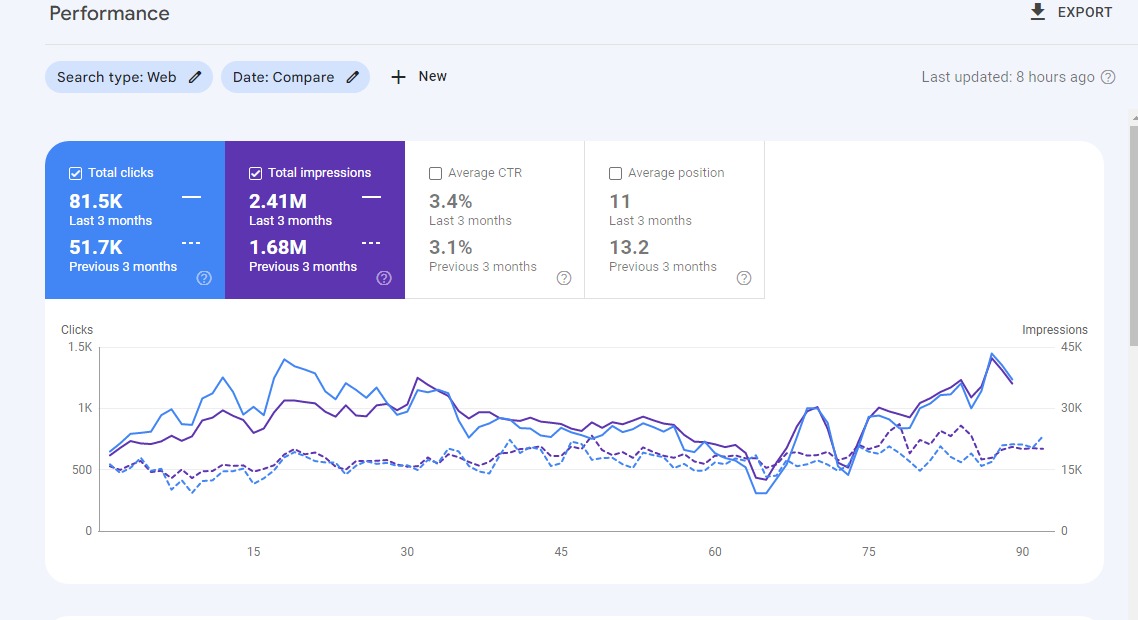 Performance
EXPORT
Search type: Web
Date: Compare
+ New
Last updated: 8 hours ago ?
Total clicks
81.5K
Last 3 months
51.7K
Previous 3 months
?
Total impressions
2.41M
Last 3 months
1.68M
Previous 3 months
?
Average CTR
3.4%
Last 3 months
3.1%
Previous 3 months
?
Average position
11
Last 3 months
13.2
Previous 3 months
?
Clicks
Impressions
1.5K
45K
1K
30K
500
15K
0
0
15
30
45
60
75
90